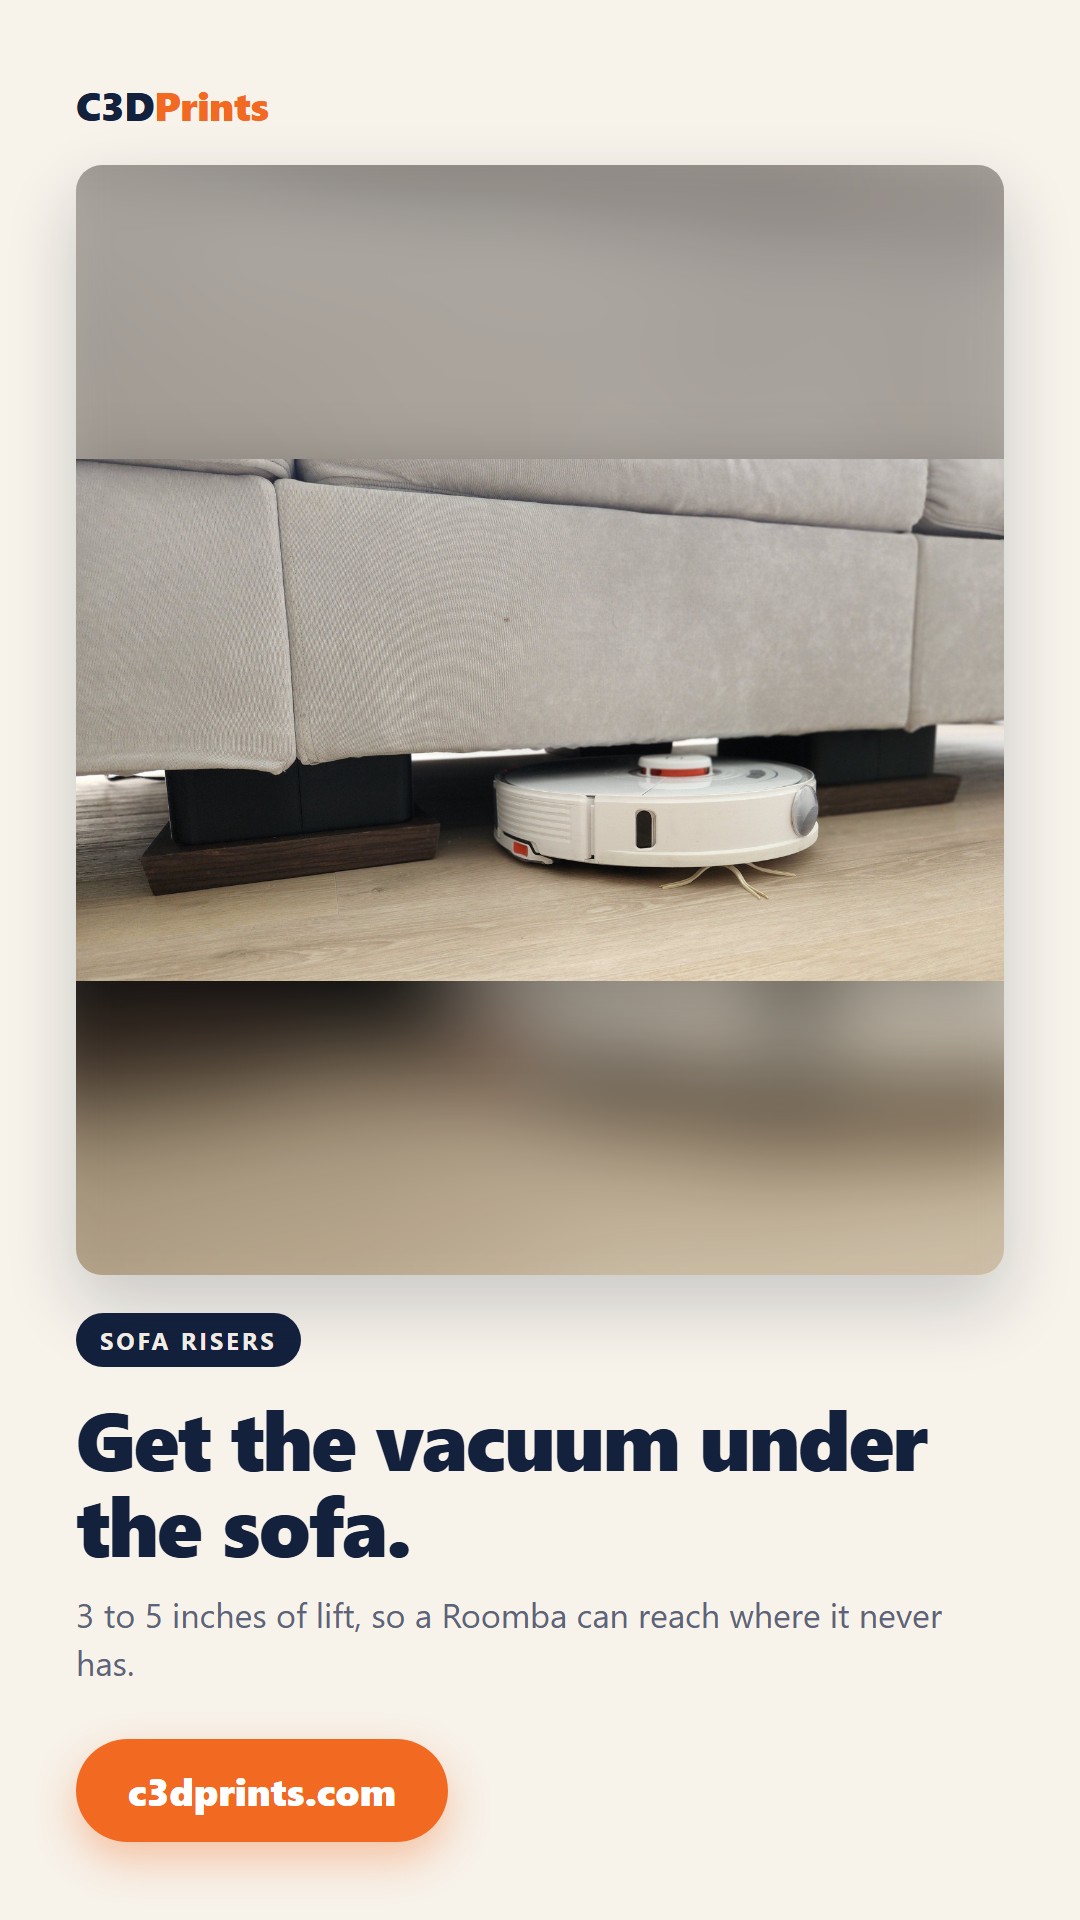 C3DPrints
SOFA RISERS
Get the vacuum under
the sofa.
3 to 5 inches of lift, so a Roomba can reach where it never
has.
c3dprints.com